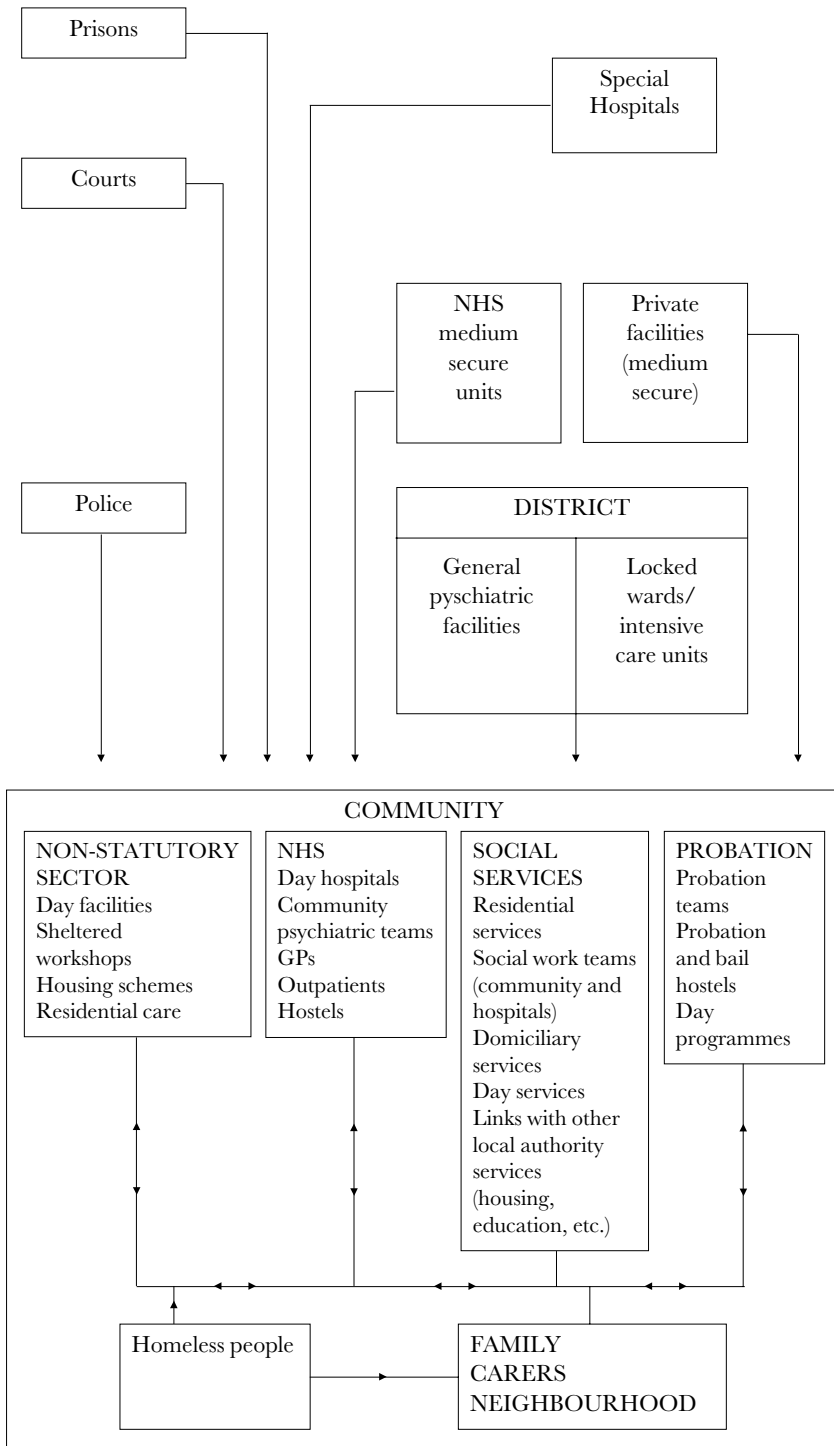 Prisons
Special
Hospitals
Courts
NHS
medium
secure
units
Private
facilities
(medium
secure)
Police
DISTRICT
General
pyschiatric
facilities
Locked
wards/
intensive
care units
COMMUNITY
NON-STATUTORY
SECTOR
Day facilities
Sheltered
workshops
Housing schemes
Residential care
NHS
Day hospitals
Community
psychiatric teams
GPs
Outpatients
Hostels
SOCIAL
SERVICES
Residential
services
Social work teams
(community and
hospitals)
Domiciliary
services
Day services
Links with other
local authority
services
(housing,
education, etc.)
PROBATION
Probation
teams
Probation
and bail
hostels
Day
programmes
Homeless people
FAMILY
CARERS
NEIGHBOURHOOD